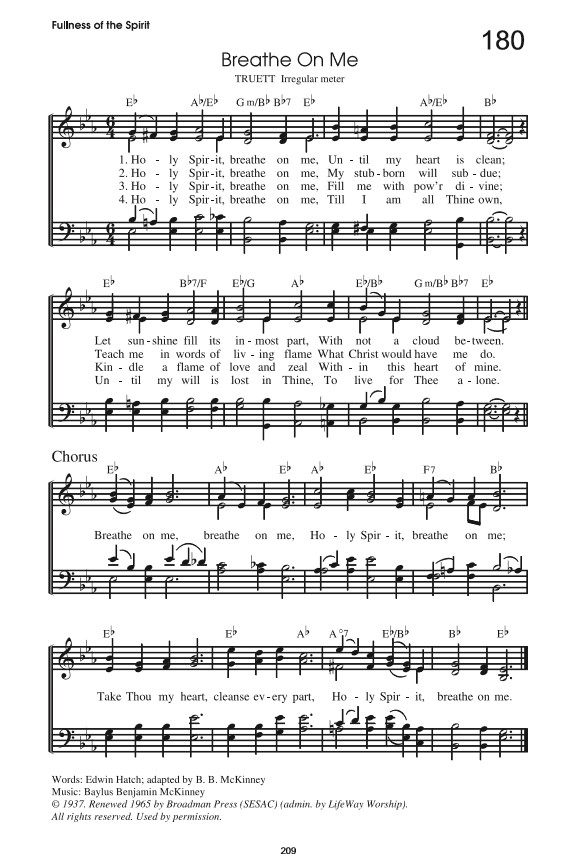 Fullness of the Spirit
180
Breathe On Me
TRUETT Irregular meter
E♭ A♭/E♭ G m/B♭ B♭7 E♭ A♭/E♭ B♭
1. Ho - ly Spir - it, breathe on me, Un - til my heart is clean;
2. Ho - ly Spir - it, breathe on me, My stub - born will sub - due;
3. Ho - ly Spir - it, breathe on me, Fill me with pow'r di - vine;
4. Ho - ly Spir - it, breathe on me, Till I am all Thine own,
E♭ B♭7/F E♭/G A♭ E♭/B♭ G m/B♭ B♭7 E♭
Let sun - shine fill its in - most part, With not a cloud be - tween.
Teach me in words of liv - ing flame What Christ would have me do.
Kin - dle a flame of love and zeal With - in this heart of mine.
Un - til my will is lost in Thine, To live for Thee a - lone.
Chorus
E♭ A♭ E♭ A♭ E♭ F7 B♭
Breathe on me, breathe on me, Ho - ly Spir - it, breathe on me;
E♭ B♭ E♭ A♭ A °7 E♭/B♭ B♭ E♭
Take Thou my heart, cleanse ev - ery part, Ho - ly Spir - it, breathe on me.
Words: Edwin Hatch; adapted by B. B. McKinney
Music: Baylus Benjamin McKinney
© 1937. Renewed 1965 by Broadman Press (SESAC) (admin. by LifeWay Worship).
All rights reserved. Used by permission.
209